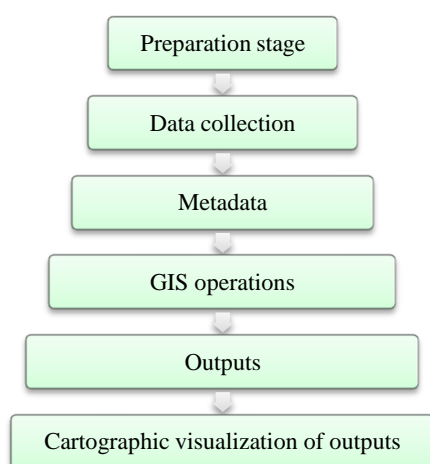 Preparation stage
Data collection
Metadata
GIS operations
Outputs
Cartographic visualization of outputs